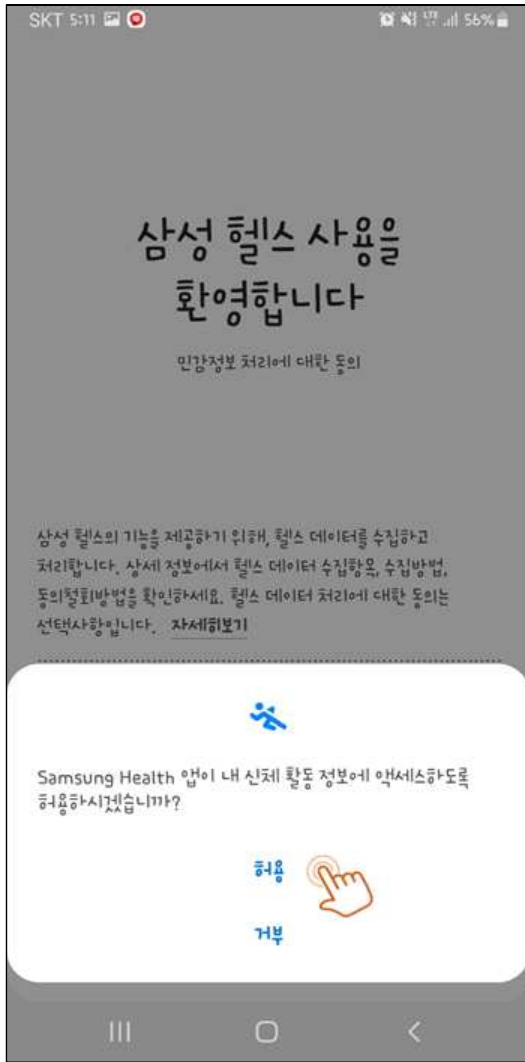 SKT 5:11
LTE 56%
삼성 헬스 사용을
환영합니다
민감정보 처리에 대한 동의
삼성 헬스의 기능을 제공하기 위해, 헬스 데이터를 수집하고
처리합니다. 상세 정보에서 헬스 데이터 수집항목, 수집방법,
동의철회방법을 확인하세요. 헬스 데이터 처리에 대한 동의는
선택사항입니다. 자세히보기
Samsung Health 앱이 내 신체 활동 정보에 액세스하도록
허용하시겠습니까?
허용
거부